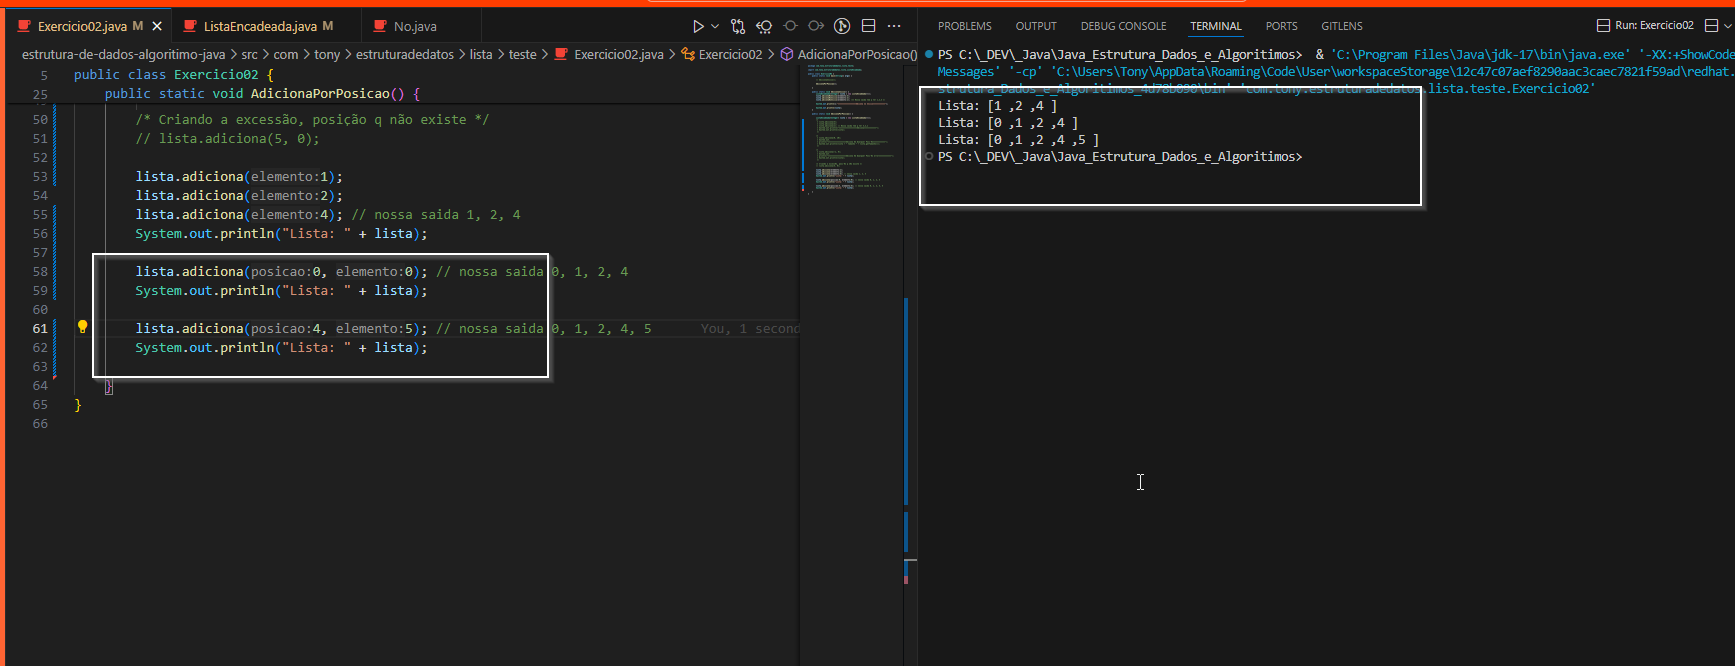 Exercicio02.java M
ListaEncadeada.java M
No.java
estrutura-de-dados-algoritimo-java > src > com > tony > estruturadedatos > lista > teste > Exercicio02.java > Exercicio02 > AdicionaPorPosicao()
5 public class Exercicio02 {
25 public static void AdicionaPorPosicao() {
50 /* Criando a excessão, posição q não existe */
51 // lista.adiciona(5, 0);
52
53 lista.adiciona(elemento:1);
54 lista.adiciona(elemento:2);
55 lista.adiciona(elemento:4); // nossa saida 1, 2, 4
56 System.out.println("Lista: " + lista);
57
58 lista.adiciona(posicao:0, elemento:0); // nossa saida 0, 1, 2, 4
59 System.out.println("Lista: " + lista);
60
61 lista.adiciona(posicao:4, elemento:5); // nossa saida 0, 1, 2, 4, 5 You, 1 second
62 System.out.println("Lista: " + lista);
63
64 }
65 }
66
PROBLEMS OUTPUT DEBUG CONSOLE TERMINAL PORTS GITLENS
Run: Exercicio02
PS C:\_DEV\_Java\Java_Estrutura_Dados_e_Algoritimos> & 'C:\Program Files\Java\jdk-17\bin\java.exe' '-XX:+ShowCode
Messages' '-cp' 'C:\Users\Tony\AppData\Roaming\Code\User\workspaceStorage\12c47c07aef8290aac3caec7821f59ad\redhat.
strutura_Dados_e_Algoritimos_4d78b090\bin' 'com.tony.estruturadedatos.lista.teste.Exercicio02'
Lista: [1 ,2 ,4 ]
Lista: [0 ,1 ,2 ,4 ]
Lista: [0 ,1 ,2 ,4 ,5 ]
PS C:\_DEV\_Java\Java_Estrutura_Dados_e_Algoritimos>